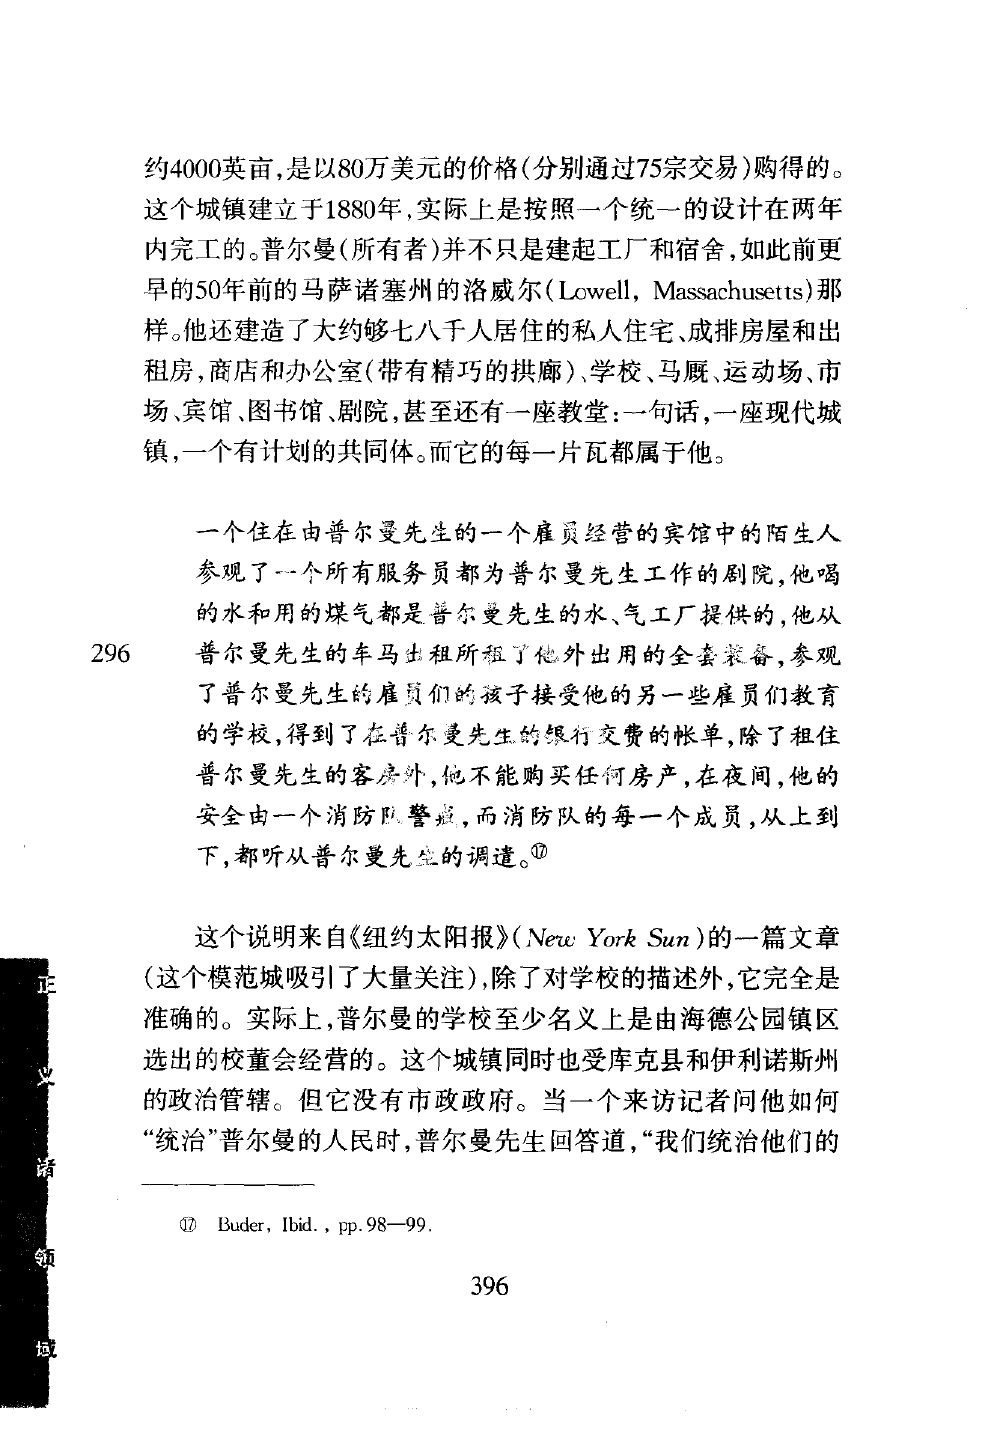 约4000英亩,是以80万美元的价格(分别通过75宗交易)购得的。
这个城镇建立于1880年,实际上是按照一个统一的设计在两年
内完工的。普尔曼(所有者)并不只是建起工厂和宿舍,如此前更
早的50年前的马萨诸塞州的洛威尔(Lowell, Massachusetts)那
样。他还建造了大约够七八千人居住的私人住宅、成排房屋和出
租房,商店和办公室(带有精巧的拱廊)、学校、马厩、运动场、市
场、宾馆、图书馆、剧院,甚至还有一座教堂:一句话,一座现代城
镇,一个有计划的共同体。而它的每一片瓦都属于他。
一个住在由普尔曼先生的一个雇员经营的宾馆中的陌生人
参观了一个所有服务员都为普尔曼先生工作的剧院,他喝
的水和用的煤气都是普尔曼先生的水、气工厂提供的,他从
296
普尔曼先生的车马出租所租了他外出用的全套装备,参观
了普尔曼先生的雇员们的孩子接受他的另一些雇员们教育
的学校,得到了在普尔曼先生的银行交费的帐单,除了租住
普尔曼先生的客房外,他不能购买任何房产,在夜间,他的
安全由一个消防队警戒,而消防队的每一个成员,从上到
下,都听从普尔曼先生的调遣。⑰
这个说明来自《纽约太阳报》(New York Sun)的一篇文章
(这个模范城吸引了大量关注),除了对学校的描述外,它完全是
准确的。实际上,普尔曼的学校至少名义上是由海德公园镇区
选出的校董会经营的。这个城镇同时也受库克县和伊利诺斯州
的政治管辖。但它没有市政政府。当一个来访记者问他如何
“统治”普尔曼的人民时,普尔曼先生回答道,“我们统治他们的
⑰ Buder, Ibid., pp.98—99.
396
正
义
诸
领
域